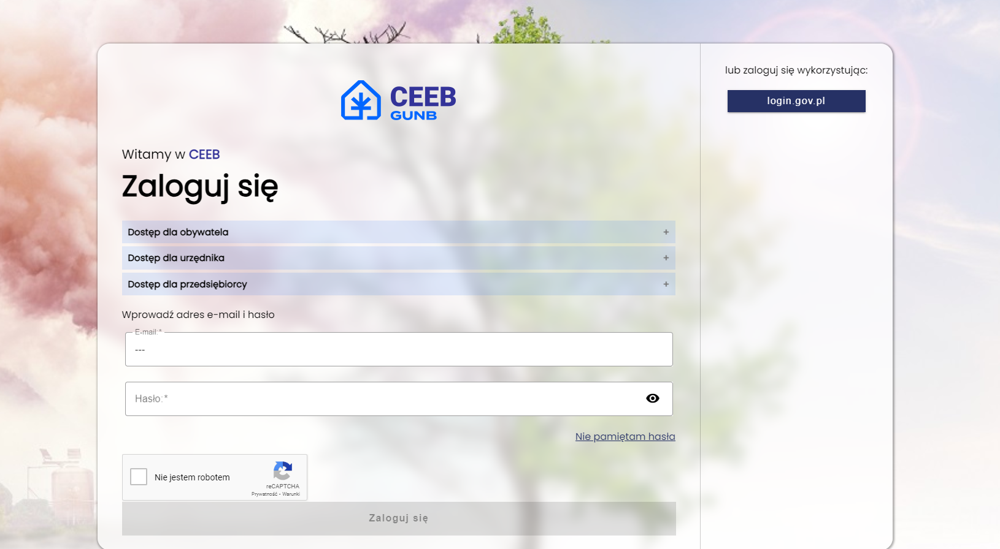 CEEB
GUNB
Witamy w CEEB
Zaloguj się
Dostęp dla obywatela +
Dostęp dla urzędnika +
Dostęp dla przedsiębiorcy +
Wprowadź adres e-mail i hasło
E-mail:*
---
Hasło:*
Nie pamiętam hasła
Nie jestem robotem
reCAPTCHA
Prywatność - Warunki
Zaloguj się
lub zaloguj się wykorzystując:
login.gov.pl